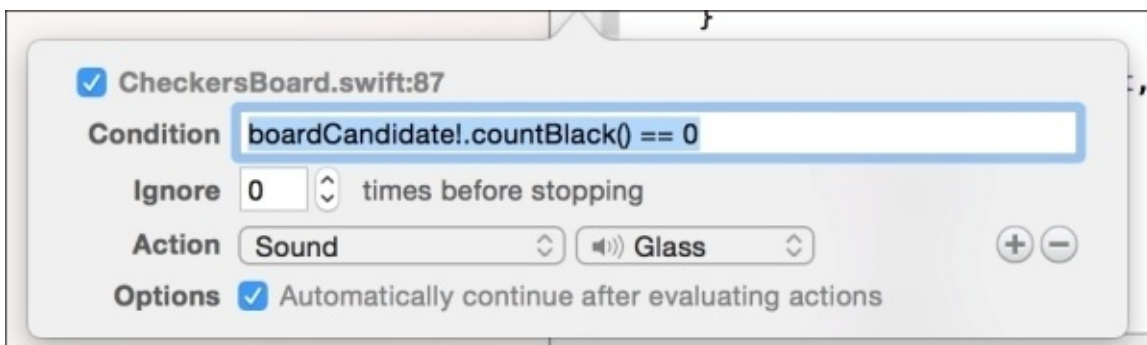 }
CheckersBoard.swift:87
Condition boardCandidate!.countBlack() == 0
Ignore 0 times before stopping
Action Sound Glass
Options Automatically continue after evaluating actions